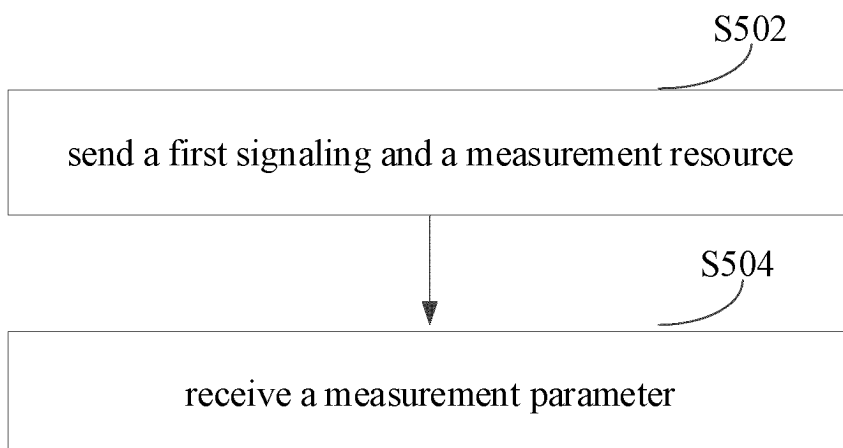 S502
send a first signaling and a measurement resource
S504
receive a measurement parameter